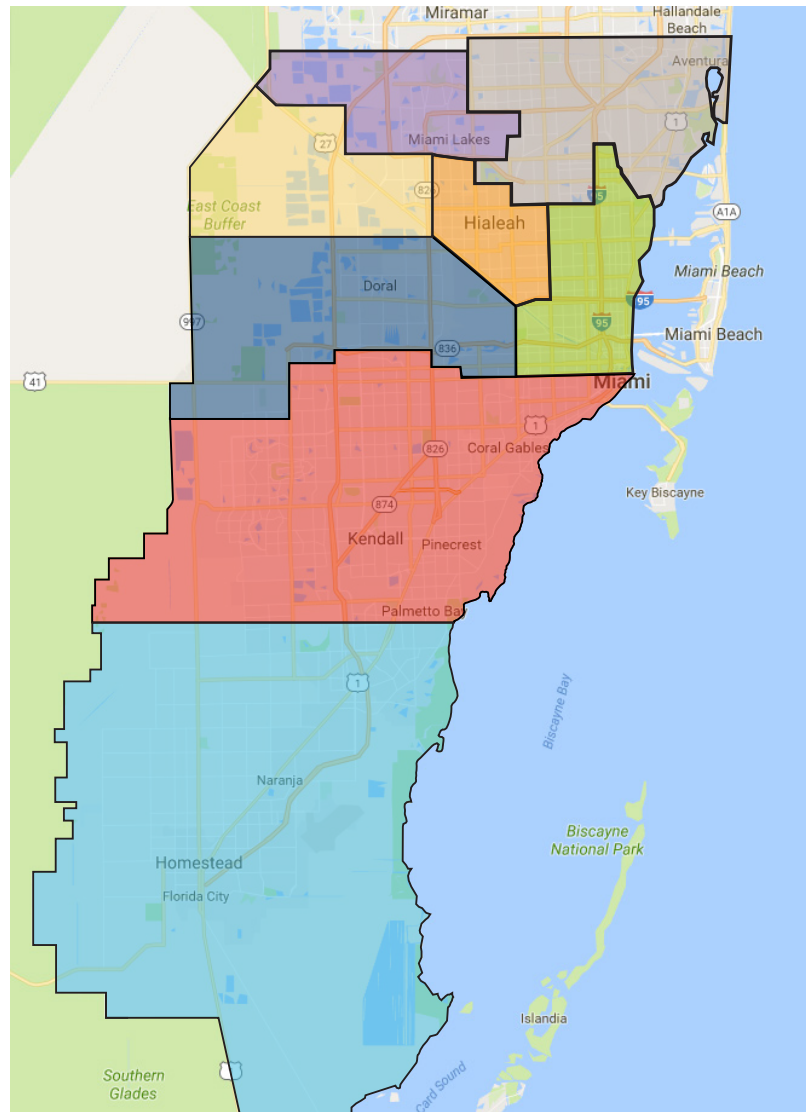 Miramar
Hallandale
Beach
Aventura
1
27
Miami Lakes
826
95
East Coast
Buffer
Hialeah
A1A
Miami Beach
Doral
95
997
95
836
Miami Beach
41
Miami
1
826
Coral Gables
874
Key Biscayne
Kendall
Pinecrest
Palmetto Bay
1
Biscayne Bay
Naranja
Biscayne
National Park
Homestead
Florida City
Islandia
Southern
Glades
Card Sound